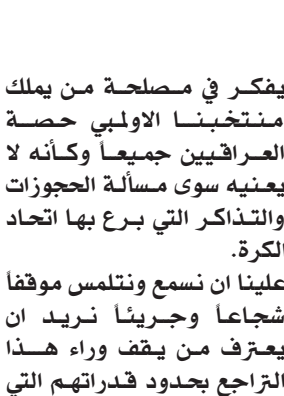 يفكر في مصلحة من يملك
منتخبنا الاولمبي حصة
العراقيين جميعاً وكأنه لا
يعنيه سوى مسألة الحجوزات
والتذاكر التي برع بها اتحاد
الكرة.
علينا ان نسمع ونتلمس موقفاً
شجاعاً وجريئاً نريد ان
يعترف من يقف وراء هذا
التراجع بحدود قدراتهم التي